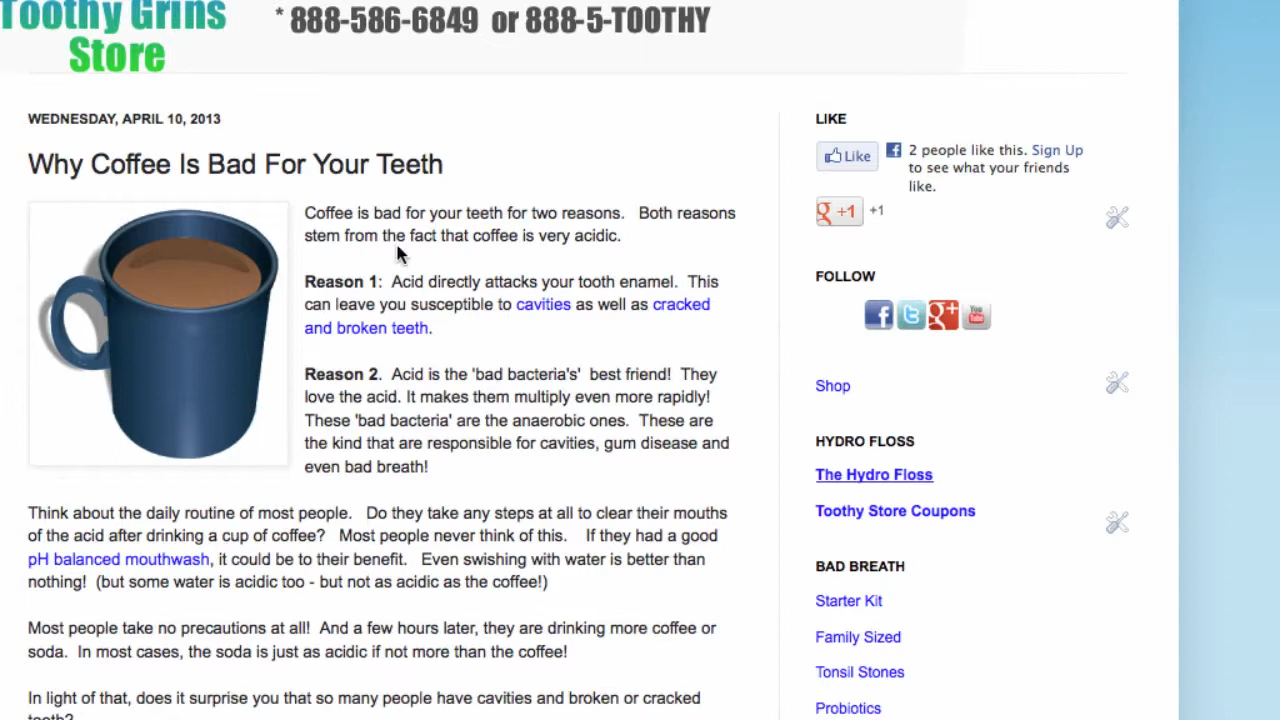 Toothy Grins
Store
* 888-586-6849 or 888-5-TOOTHY
WEDNESDAY, APRIL 10, 2013
Why Coffee Is Bad For Your Teeth
Coffee is bad for your teeth for two reasons. Both reasons
stem from the fact that coffee is very acidic.
Reason 1: Acid directly attacks your tooth enamel. This
can leave you susceptible to cavities as well as cracked
and broken teeth.
Reason 2. Acid is the 'bad bacteria's' best friend! They
love the acid. It makes them multiply even more rapidly!
These 'bad bacteria' are the anaerobic ones. These are
the kind that are responsible for cavities, gum disease and
even bad breath!
Think about the daily routine of most people. Do they take any steps at all to clear their mouths
of the acid after drinking a cup of coffee? Most people never think of this. If they had a good
pH balanced mouthwash, it could be to their benefit. Even swishing with water is better than
nothing! (but some water is acidic too - but not as acidic as the coffee!)
Most people take no precautions at all! And a few hours later, they are drinking more coffee or
soda. In most cases, the soda is just as acidic if not more than the coffee!
In light of that, does it surprise you that so many people have cavities and broken or cracked
teeth?
LIKE
Like
2 people like this. Sign Up
to see what your friends
like.
+1
+1
FOLLOW
You
Shop
HYDRO FLOSS
The Hydro Floss
Toothy Store Coupons
BAD BREATH
Starter Kit
Family Sized
Tonsil Stones
Probiotics